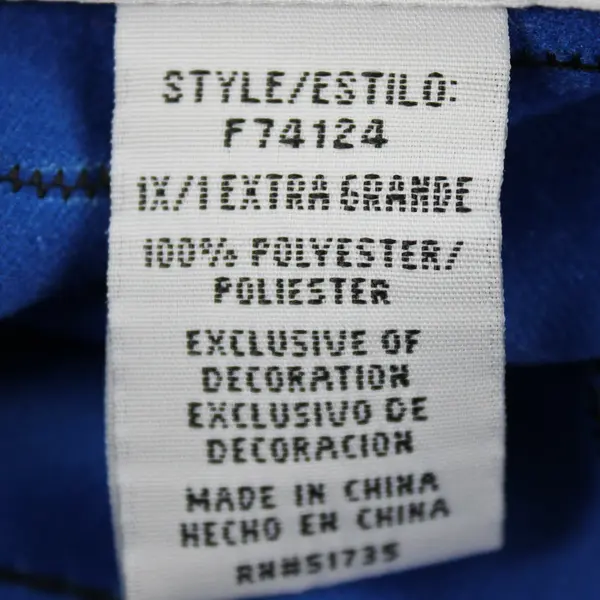 STYLE/ESTILO:
F74124
1X/1 EXTRA GRANDE
100% POLYESTER/
POLIESTER
EXCLUSIVE OF
DECORATION
EXCLUSIVO DE
DECORACION
MADE IN CHINA
HECHO EN CHINA
RN#51735